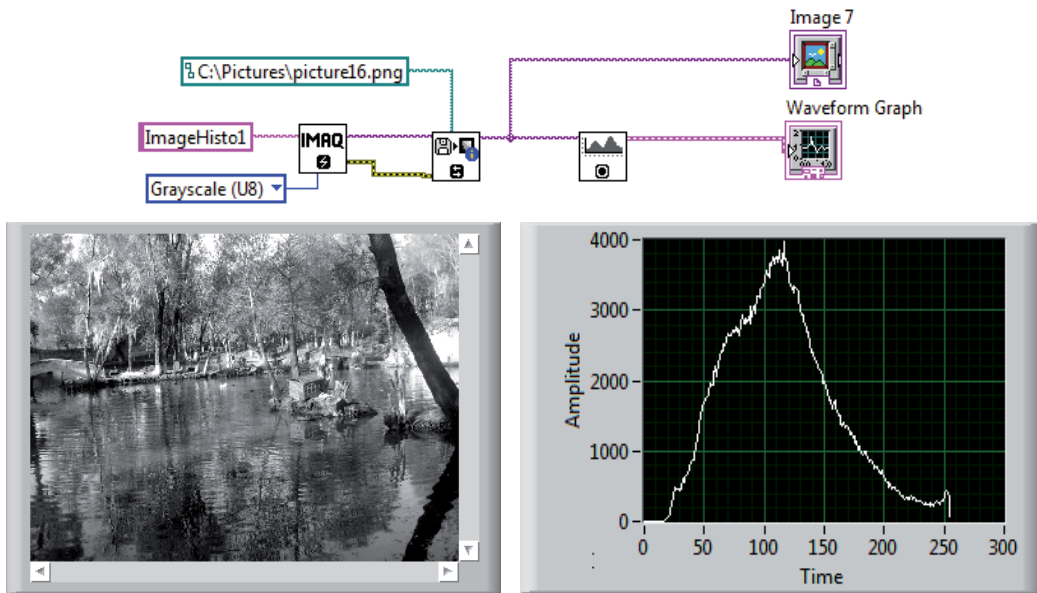 Image 7
C:\Pictures\picture16.png
Waveform Graph
ImageHisto1
IMAQ
Grayscale (U8)
4000
3000
2000
1000
0
Amplitude
0 50 100 150 200 250 300
Time